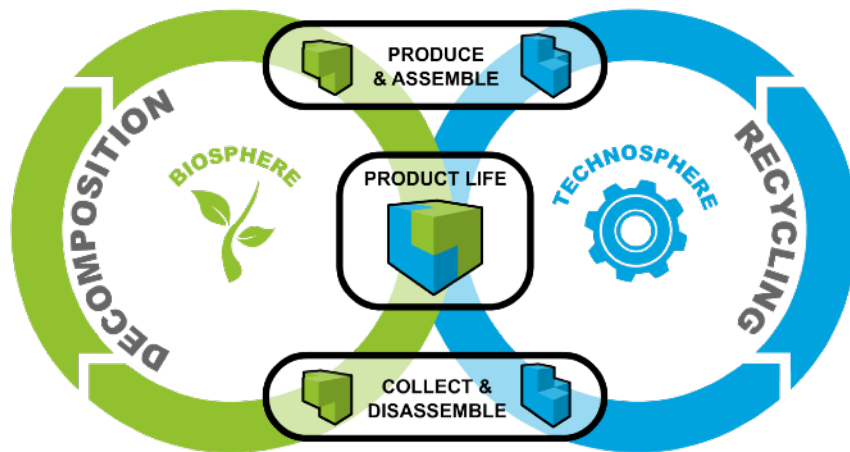 PRODUCE
& ASSEMBLE
DECOMPOSITION
BIOSPHERE
PRODUCT LIFE
TECHNOSPHERE
RECYCLING
COLLECT &
DISASSEMBLE